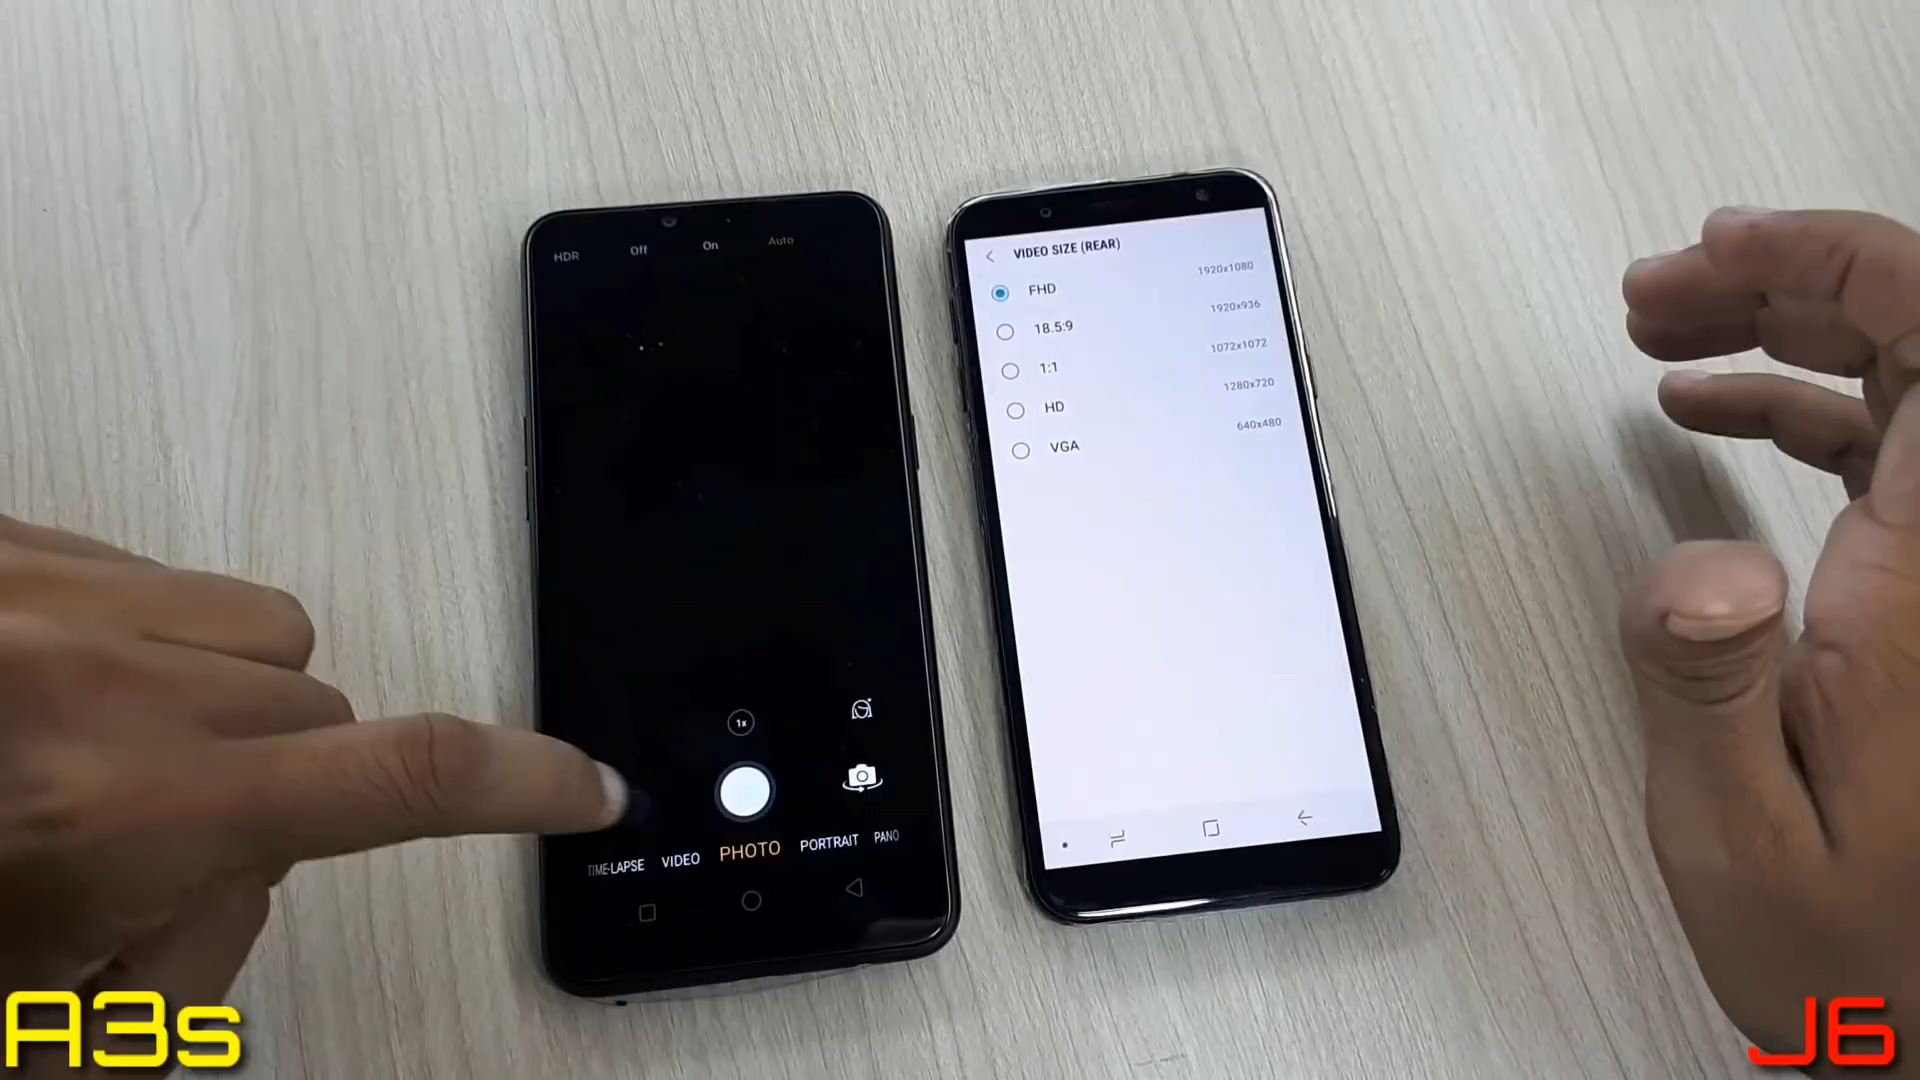 HDR Off On Auto
1x
TIME-LAPSE VIDEO PHOTO PORTRAIT PANO
VIDEO SIZE (REAR)
FHD 1920x1080
18.5:9 1920x936
1:1 1072x1072
HD 1280x720
VGA 640x480
A3s
J6